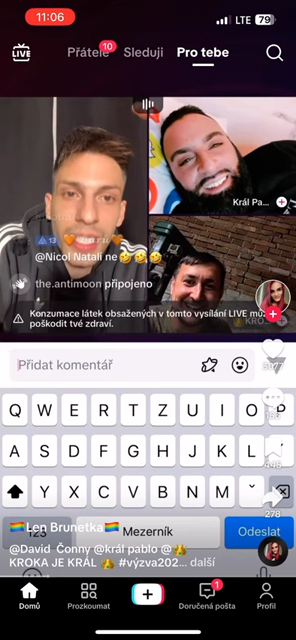 11:06
LTE 79
LIVE
Přátelé 10 Sleduji Pro tebe
Král Pa...
13
@Nicol Natali ne🤣🤣🤣
the.antimoon připojeno
Konzumace látek obsažených v tomto vysílání LIVE
poškodit tvé zdraví.
Přidat komentář
Q W E R T Z U I O P
A S D F G H J K L
Y X C V B N M ˇ
123 Mezerník Odeslat
278
🏳️‍🌈Len Brunetka🏳️‍🌈
@David Čonny @král pablo @👑
KROKA JE KRÁL 👑 #výzva202... další
Domů Prozkoumat 1 Doručená pošta Profil